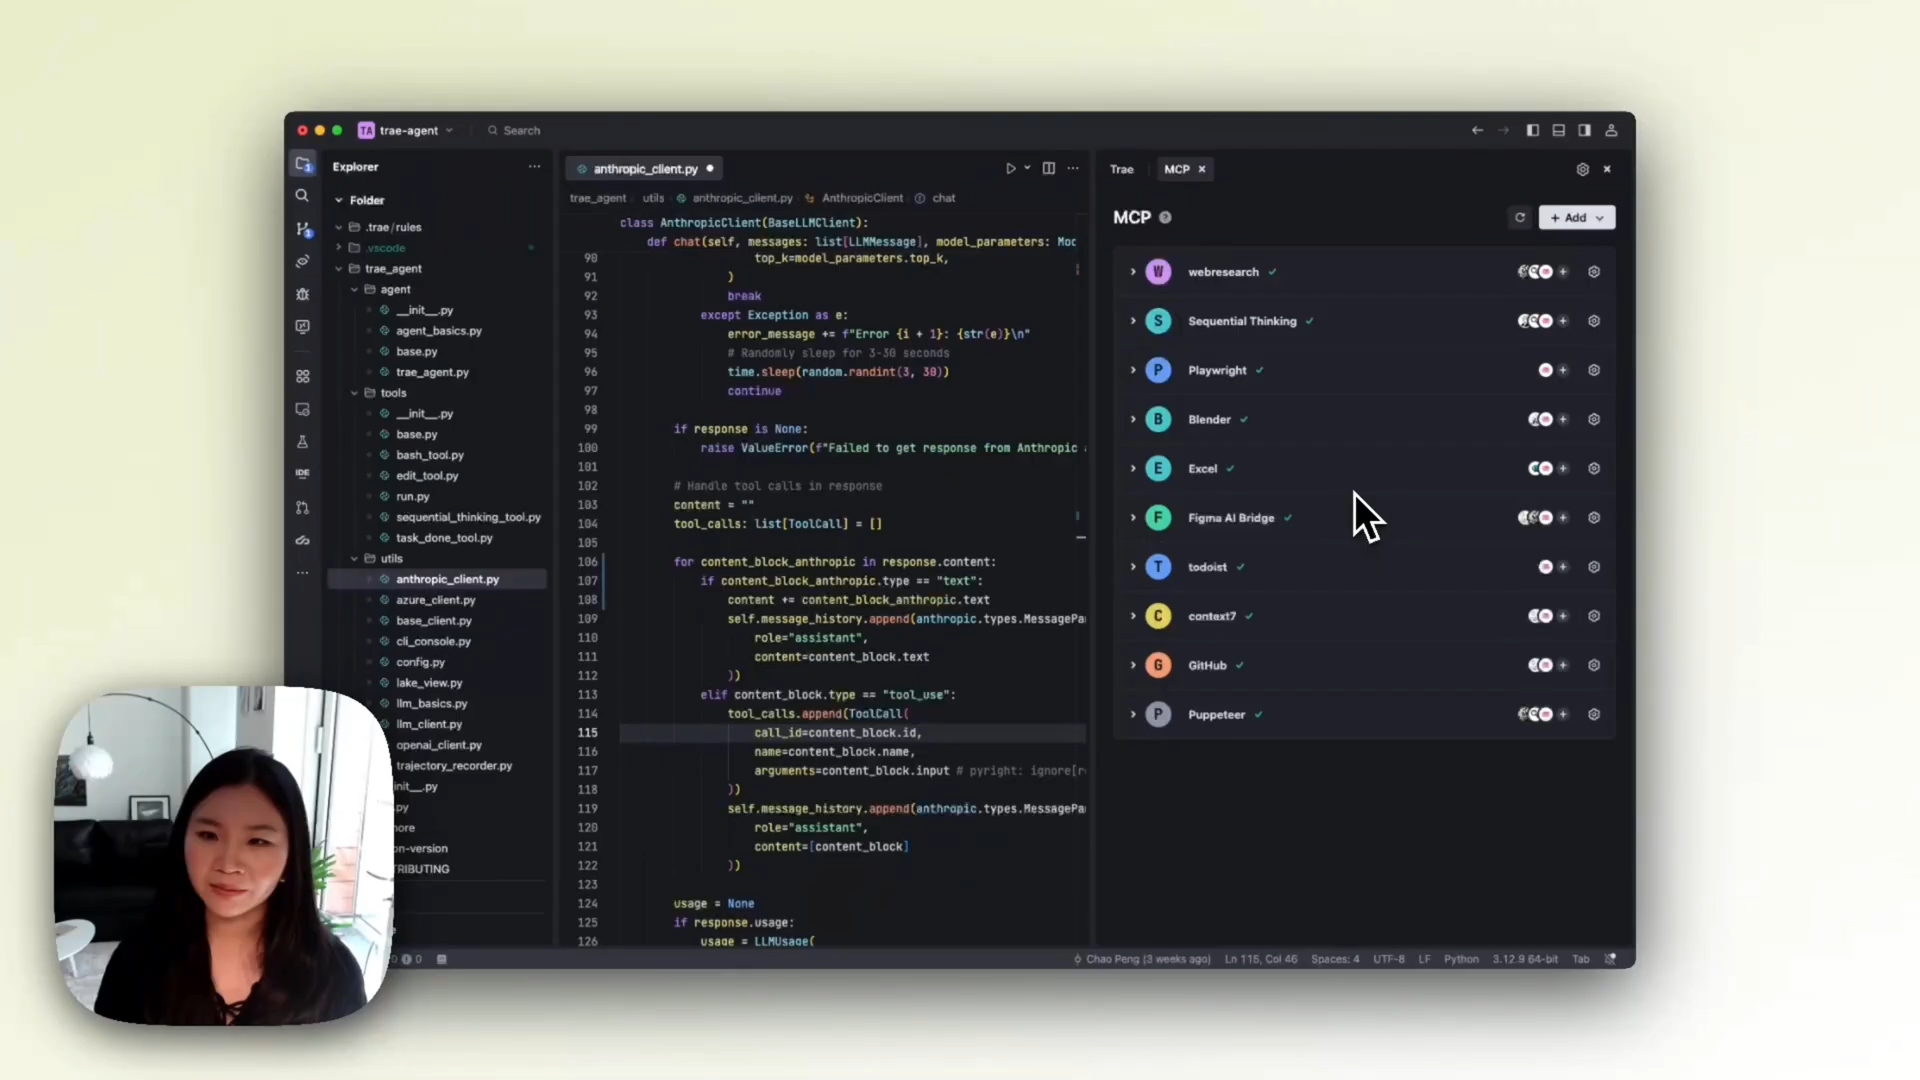 TA trae-agent
Search
Explorer
Folder
.trae/rules
.vscode
trae_agent
agent
__init__.py
agent_basics.py
base.py
trae_agent.py
tools
__init__.py
base.py
bash_tool.py
edit_tool.py
run.py
sequential_thinking_tool.py
task_done_tool.py
utils
anthropic_client.py
azure_client.py
base_client.py
cli_console.py
config.py
lake_view.py
llm_basics.py
llm_client.py
openai_client.py
trajectory_recorder.py
init__.py
.py
nore
on-version
TRIBUTING
IDE
anthropic_client.py
trae_agent utils anthropic_client.py AnthropicClient chat
class AnthropicClient(BaseLLMClient):
def chat(self, messages: list[LLMMessage], model_parameters: Mod
90 top_k=model_parameters.top_k,
91 )
92 break
93 except Exception as e:
94 error_message += f"Error {i + 1}: {str(e)}\n"
95 # Randomly sleep for 3-30 seconds
96 time.sleep(random.randint(3, 30))
97 continue
98
99 if response is None:
100 raise ValueError(f"Failed to get response from Anthropic
101
102 # Handle tool calls in response
103 content = ""
104 tool_calls: list[ToolCall] = []
105
106 for content_block_anthropic in response.content:
107 if content_block_anthropic.type == "text":
108 content += content_block_anthropic.text
109 self.message_history.append(anthropic.types.MessagePa
110 role="assistant",
111 content=content_block.text
112 ))
113 elif content_block.type == "tool_use":
114 tool_calls.append(ToolCall(
115 call_id=content_block.id,
116 name=content_block.name,
117 arguments=content_block.input # pyright: ignore[r
118 ))
119 self.message_history.append(anthropic.types.MessagePa
120 role="assistant",
121 content=[content_block]
122 ))
123
124 usage = None
125 if response.usage:
126 usage = LLMUsage(
Trae MCP
MCP
+ Add
W webresearch
S Sequential Thinking
P Playwright
B Blender
E Excel
F Figma AI Bridge
T todoist
C context7
G GitHub
P Puppeteer
0 0 Chao Peng (3 weeks ago) Ln 115, Col 46 Spaces: 4 UTF-8 LF Python 3.12.9 64-bit Tab